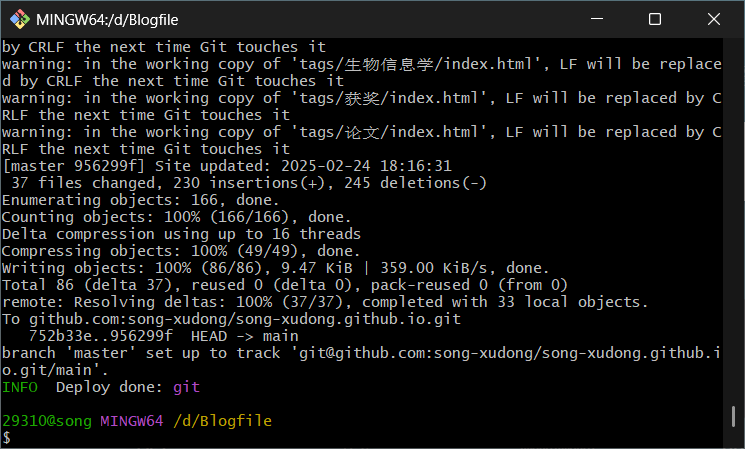 MINGW64:/d/Blogfile
by CRLF the next time Git touches it
warning: in the working copy of 'tags/生物信息学/index.html', LF will be replace
d by CRLF the next time Git touches it
warning: in the working copy of 'tags/获奖/index.html', LF will be replaced by C
RLF the next time Git touches it
warning: in the working copy of 'tags/论文/index.html', LF will be replaced by C
RLF the next time Git touches it
[master 956299f] Site updated: 2025-02-24 18:16:31
 37 files changed, 230 insertions(+), 245 deletions(-)
Enumerating objects: 166, done.
Counting objects: 100% (166/166), done.
Delta compression using up to 16 threads
Compressing objects: 100% (49/49), done.
Writing objects: 100% (86/86), 9.47 KiB | 359.00 KiB/s, done.
Total 86 (delta 37), reused 0 (delta 0), pack-reused 0 (from 0)
remote: Resolving deltas: 100% (37/37), completed with 33 local objects.
To github.com:song-xudong/song-xudong.github.io.git
   752b33e..956299f  HEAD -> main
branch 'master' set up to track 'git@github.com:song-xudong/song-xudong.github.i
o.git/main'.
INFO  Deploy done: git
29310@song MINGW64 /d/Blogfile
$